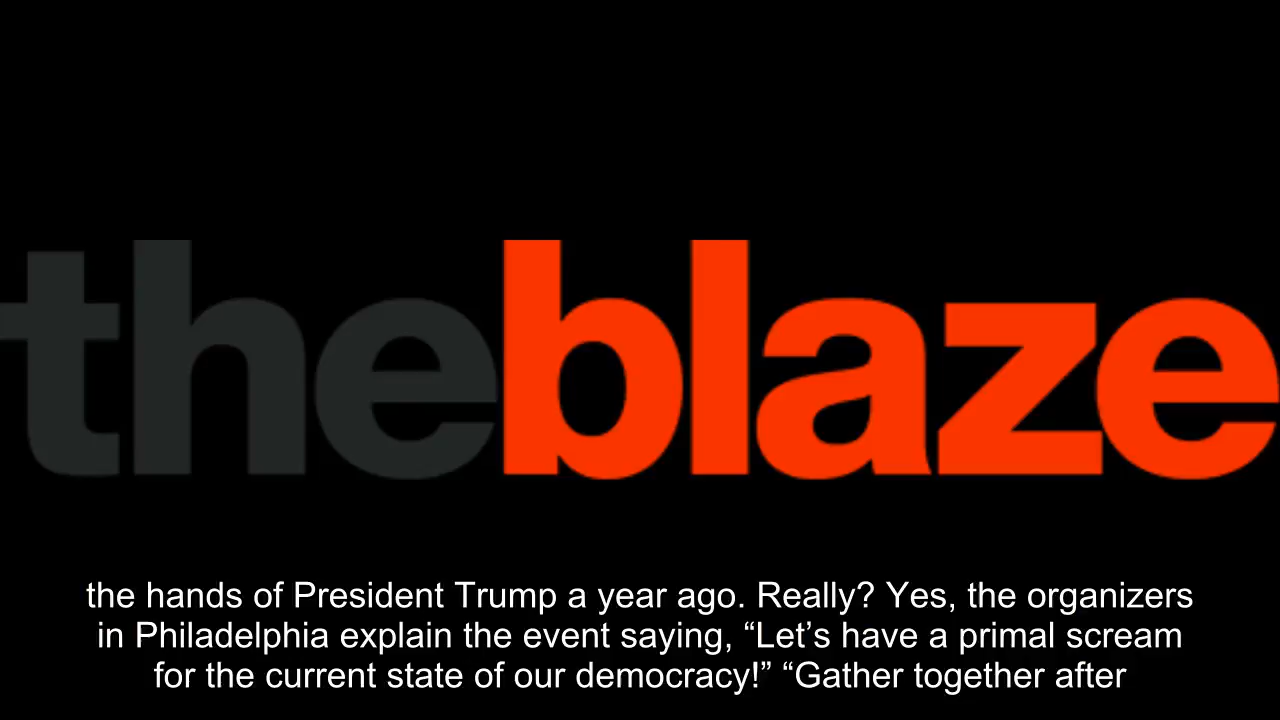 theblaze
the hands of President Trump a year ago. Really? Yes, the organizers
in Philadelphia explain the event saying, “Let’s have a primal scream
for the current state of our democracy!” “Gather together after